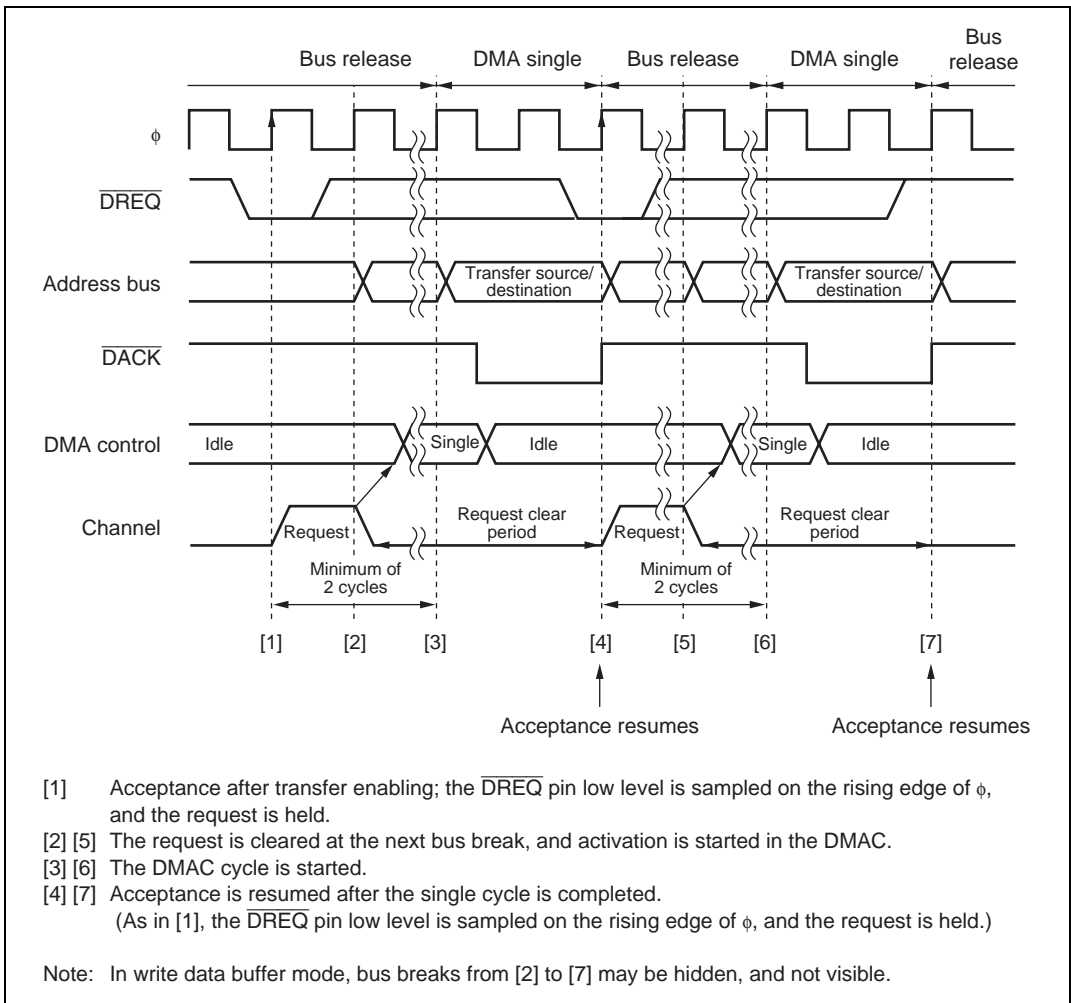 Bus release
DMA single
Bus release
DMA single
Bus
release
φ
DREQ
Address bus
Transfer source/
destination
Transfer source/
destination
DACK
DMA control
Idle
Single
Idle
Single
Idle
Channel
Request
Request clear
period
Request
Request clear
period
Minimum of
2 cycles
Minimum of
2 cycles
[1]
[2]
[3]
[4]
[5]
[6]
[7]
Acceptance resumes
Acceptance resumes
[1] Acceptance after transfer enabling; the DREQ pin low level is sampled on the rising edge of φ,
and the request is held.
[2] [5] The request is cleared at the next bus break, and activation is started in the DMAC.
[3] [6] The DMAC cycle is started.
[4] [7] Acceptance is resumed after the single cycle is completed.
(As in [1], the DREQ pin low level is sampled on the rising edge of φ, and the request is held.)
Note: In write data buffer mode, bus breaks from [2] to [7] may be hidden, and not visible.